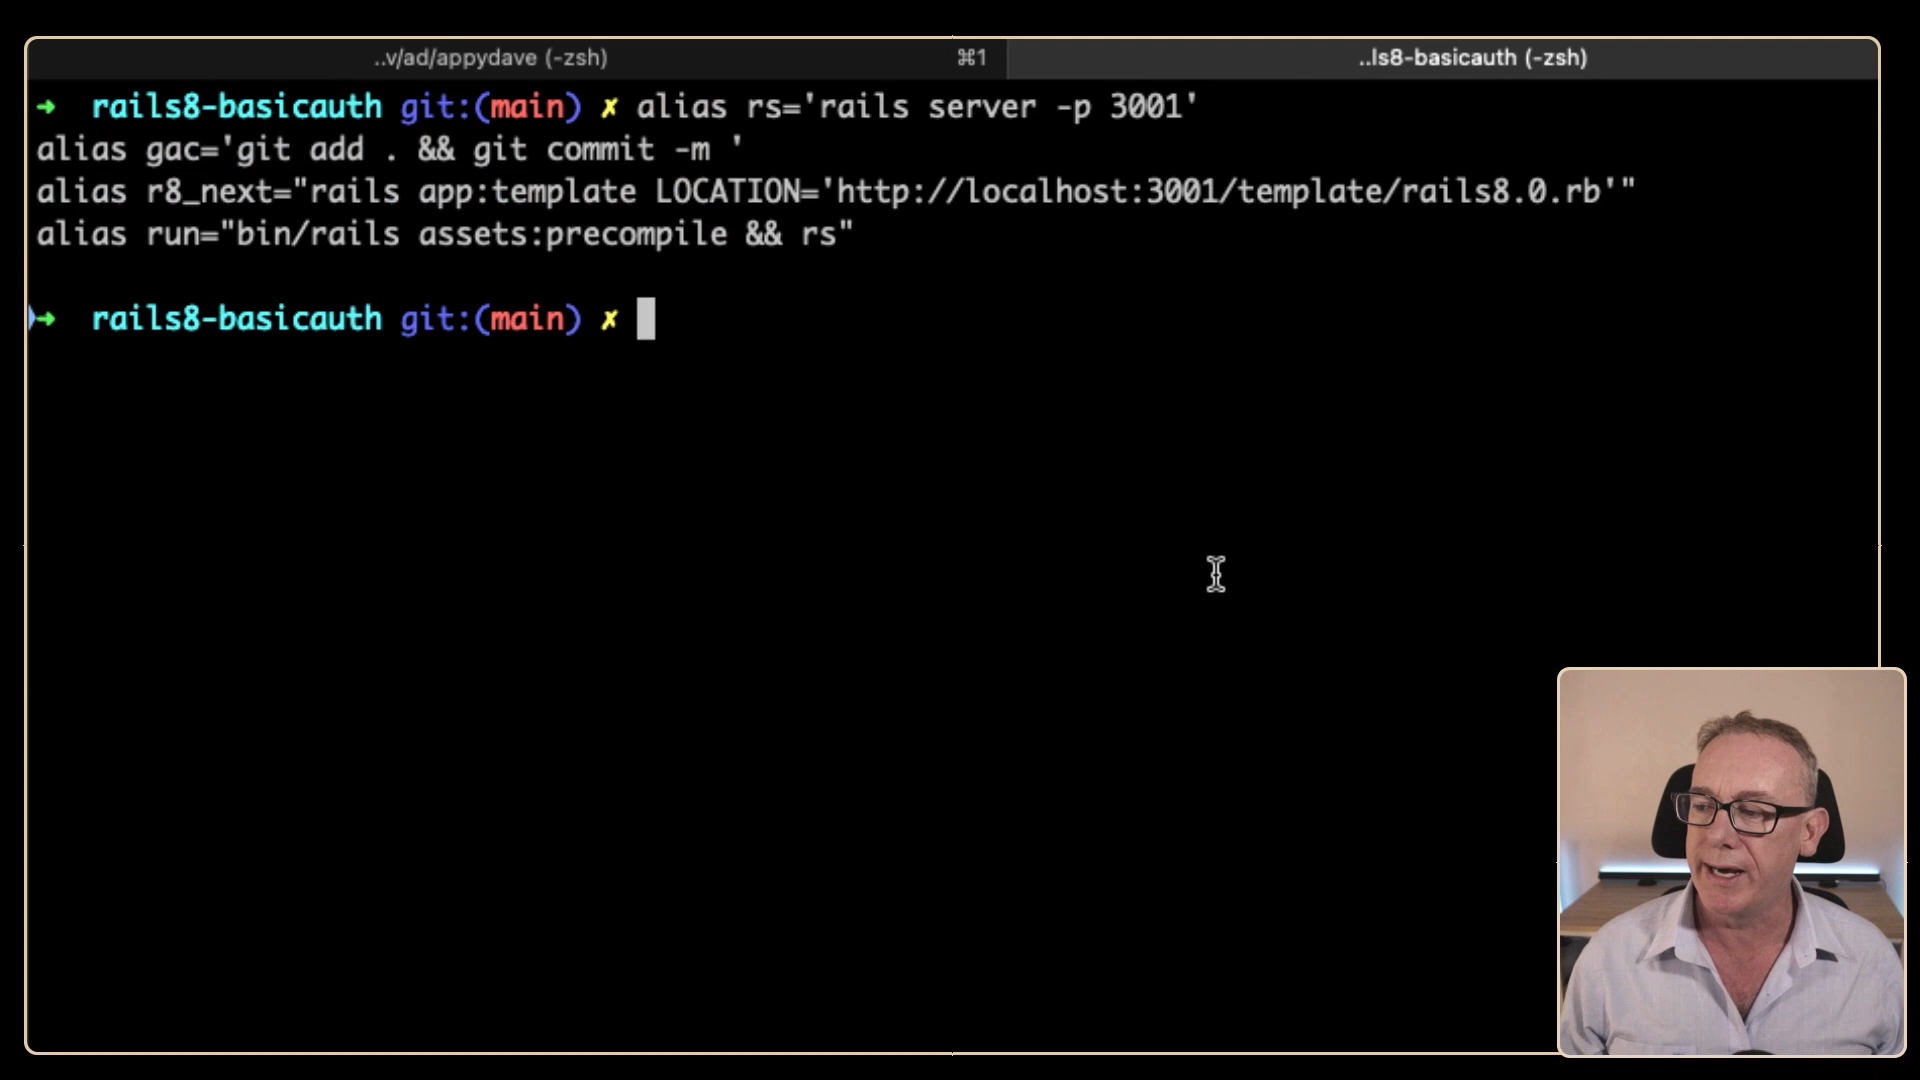 ..v/ad/appydave (-zsh) ⌘1 ..ls8-basicauth (-zsh)
➜ rails8-basicauth git:(main) ✗ alias rs='rails server -p 3001'
alias gac='git add . && git commit -m '
alias r8_next="rails app:template LOCATION='http://localhost:3001/template/rails8.0.rb'"
alias run="bin/rails assets:precompile && rs"
➜ rails8-basicauth git:(main) ✗